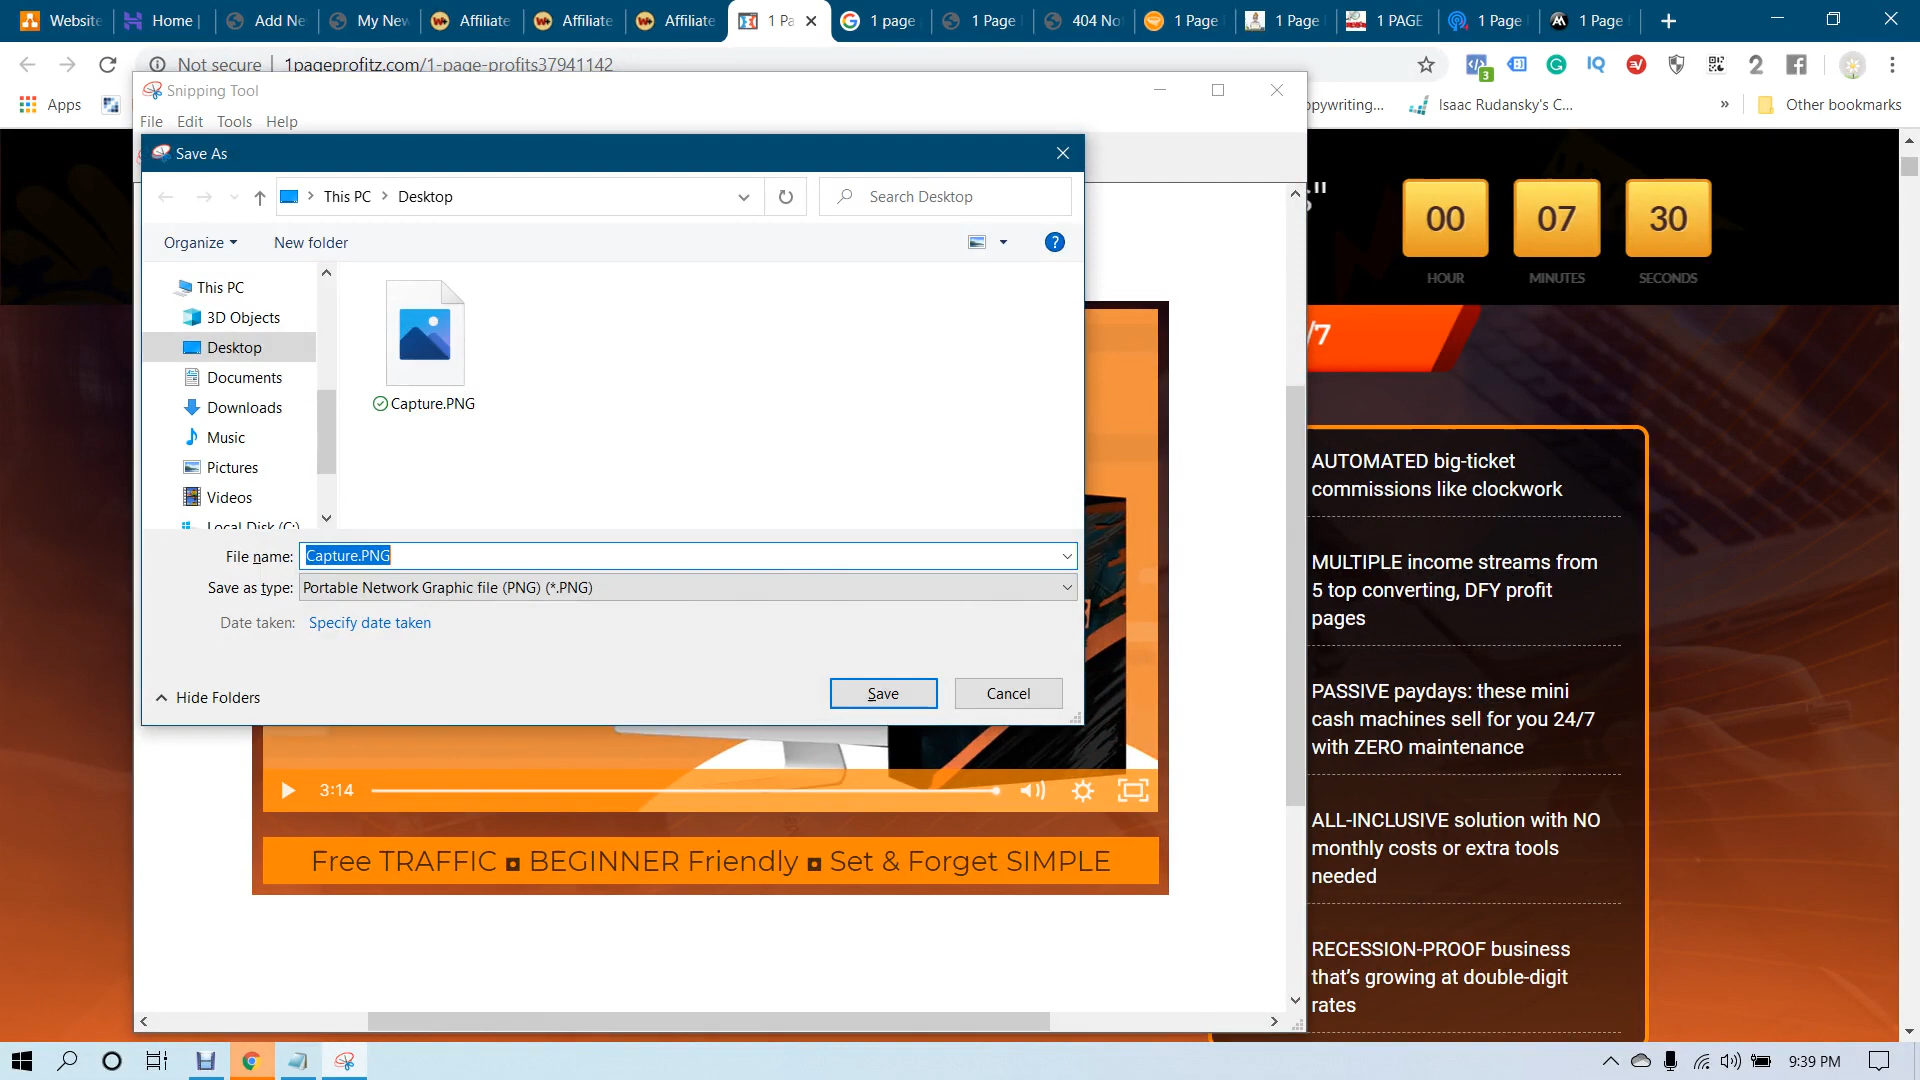 Website
Home
Add Ne
My New
Affiliate
Affiliate
Affiliate
1 Pa
1 page
1 Page
404 No
1 Page
1 Page
1 PAGE
1 Page
1 Page
Not secure | 1pageprofitz.com/1-page-profits37941142
3
Apps
opywriting...
Isaac Rudansky's C...
»
Other bookmarks
Snipping Tool
File Edit Tools Help
Save As
This PC > Desktop
Search Desktop
Organize
New folder
This PC
3D Objects
Desktop
Documents
Downloads
Music
Pictures
Videos
Local Disk (C:)
Capture.PNG
File name: Capture.PNG
Save as type: Portable Network Graphic file (PNG) (*.PNG)
Date taken: Specify date taken
Hide Folders
Save
Cancel
3:14
Free TRAFFIC ◘ BEGINNER Friendly ◘ Set & Forget SIMPLE
00 07 30
HOUR MINUTES SECONDS
/7
AUTOMATED big-ticket
commissions like clockwork
MULTIPLE income streams from
5 top converting, DFY profit
pages
PASSIVE paydays: these mini
cash machines sell for you 24/7
with ZERO maintenance
ALL-INCLUSIVE solution with NO
monthly costs or extra tools
needed
RECESSION-PROOF business
that's growing at double-digit
rates
9:39 PM